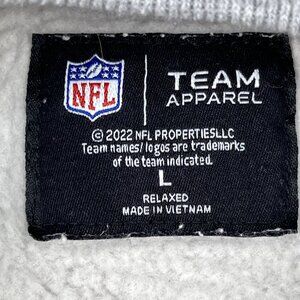 NFL
TEAM
APPAREL
© 2022 NFL PROPERTIESLLC
Team names/logos are trademarks
of the team indicated.
L
RELAXED
MADE IN VIETNAM